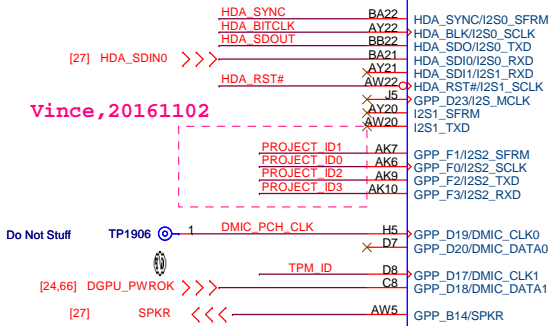 HDA_SYNC BA22 HDA_SYNC/I2S0_SFRM
HDA_BITCLK AY22 HDA_BLK/I2S0_SCLK
HDA_SDOUT BB22 HDA_SDO/I2S0_TXD
[27] HDA_SDIN0 BA21 HDA_SDI0/I2S0_RXD
AY21 HDA_SDI1/I2S1_RXD
HDA_RST# AW22 HDA_RST#/I2S1_SCLK
J5 GPP_D23/I2S_MCLK
AY20 I2S1_SFRM
Vince,20161102
AW20 I2S1_TXD
PROJECT_ID1 AK7 GPP_F1/I2S2_SFRM
PROJECT_ID0 AK6 GPP_F0/I2S2_SCLK
PROJECT_ID2 AK9 GPP_F2/I2S2_TXD
PROJECT_ID3 AK10 GPP_F3/I2S2_RXD
Do Not Stuff TP1906 1 DMIC_PCH_CLK H5 GPP_D19/DMIC_CLK0
D7 GPP_D20/DMIC_DATA0
TPM_ID D8 GPP_D17/DMIC_CLK1
[24,66] DGPU_PWROK C8 GPP_D18/DMIC_DATA1
[27] SPKR AW5 GPP_B14/SPKR